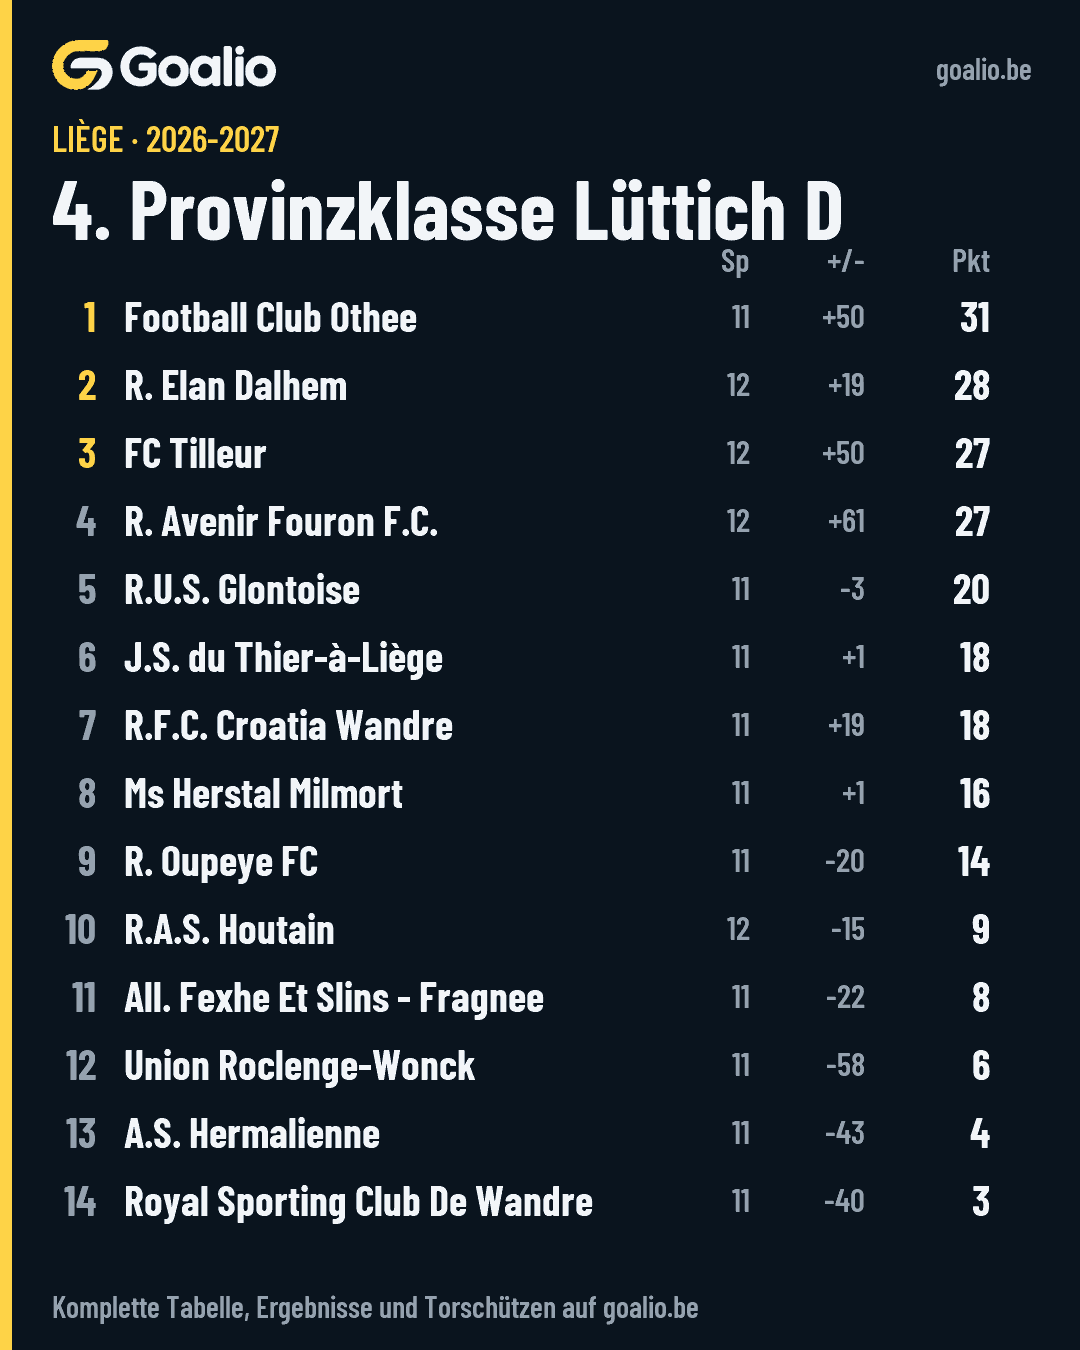 Goalio
goalio.be
LIÈGE · 2026-2027
4. Provinzklasse Lüttich D
Sp +/- Pkt
1 Football Club Othee 11 +50 31
2 R. Elan Dalhem 12 +19 28
3 FC Tilleur 12 +50 27
4 R. Avenir Fouron F.C. 12 +61 27
5 R.U.S. Glontoise 11 -3 20
6 J.S. du Thier-à-Liège 11 +1 18
7 R.F.C. Croatia Wandre 11 +19 18
8 Ms Herstal Milmort 11 +1 16
9 R. Oupeye FC 11 -20 14
10 R.A.S. Houtain 12 -15 9
11 All. Fexhe Et Slins - Fragnee 11 -22 8
12 Union Roclenge-Wonck 11 -58 6
13 A.S. Hermalienne 11 -43 4
14 Royal Sporting Club De Wandre 11 -40 3
Komplette Tabelle, Ergebnisse und Torschützen auf goalio.be